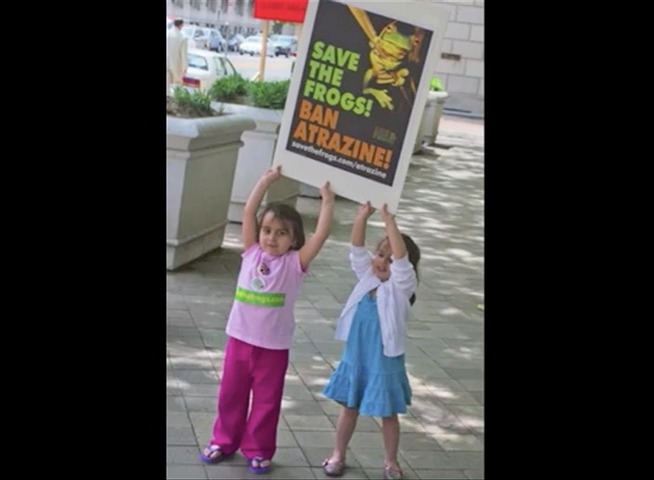 SAVE
THE
FROGS!
BAN
ATRAZINE!
savethefrogs.com/atrazine